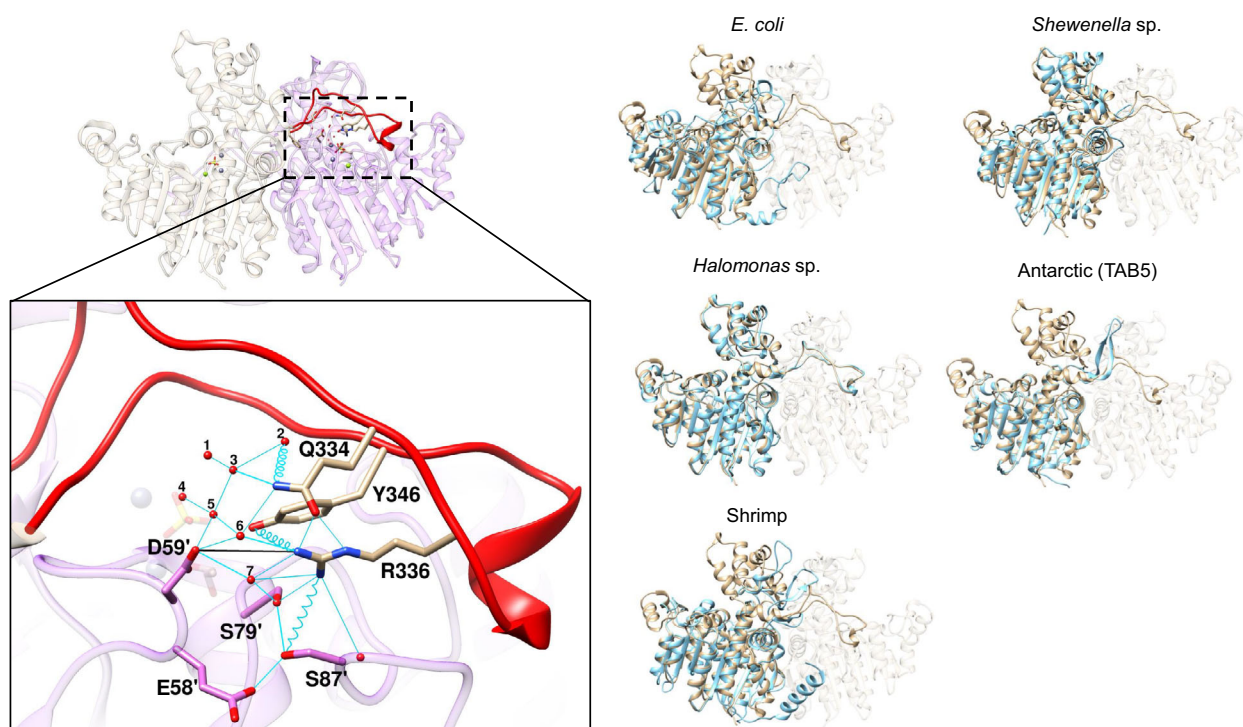 E. coli
Shewenella sp.
Halomonas sp.
Antarctic (TAB5)
Shrimp
1
2
3
Q334
4
5
Y346
6
D59'
R336
7
S79'
E58'
S87'